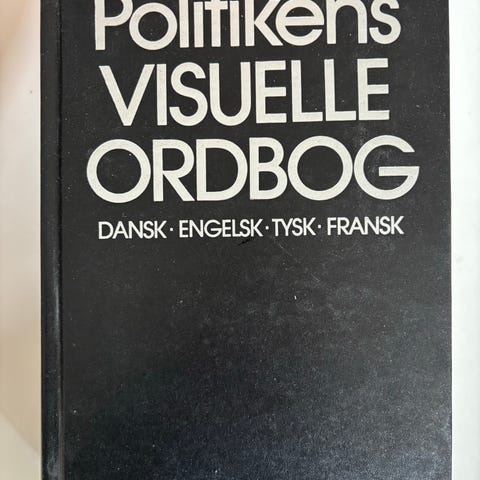 Politikens
VISUELLE
ORDBOG
DANSK · ENGELSK · TYSK · FRANSK